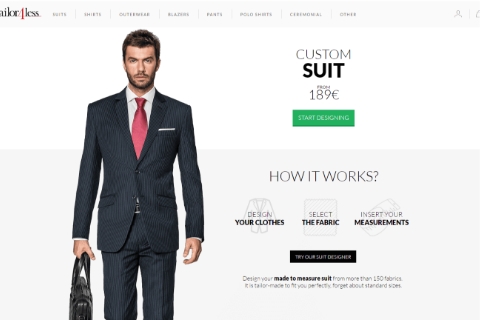 ailor4less
SUITS
SHIRTS
OUTERWEAR
BLAZERS
PANTS
POLO SHIRTS
CEREMONIAL
OTHER
CUSTOM
SUIT
FROM
189€
START DESIGNING
HOW IT WORKS?
DESIGN
YOUR CLOTHES
SELECT
THE FABRIC
INSERT YOUR
MEASUREMENTS
TRY OUR SUIT DESIGNER
Design your made to measure suit from more than 150 fabrics.
It is tailor-made to fit you perfectly, forget about standard sizes.